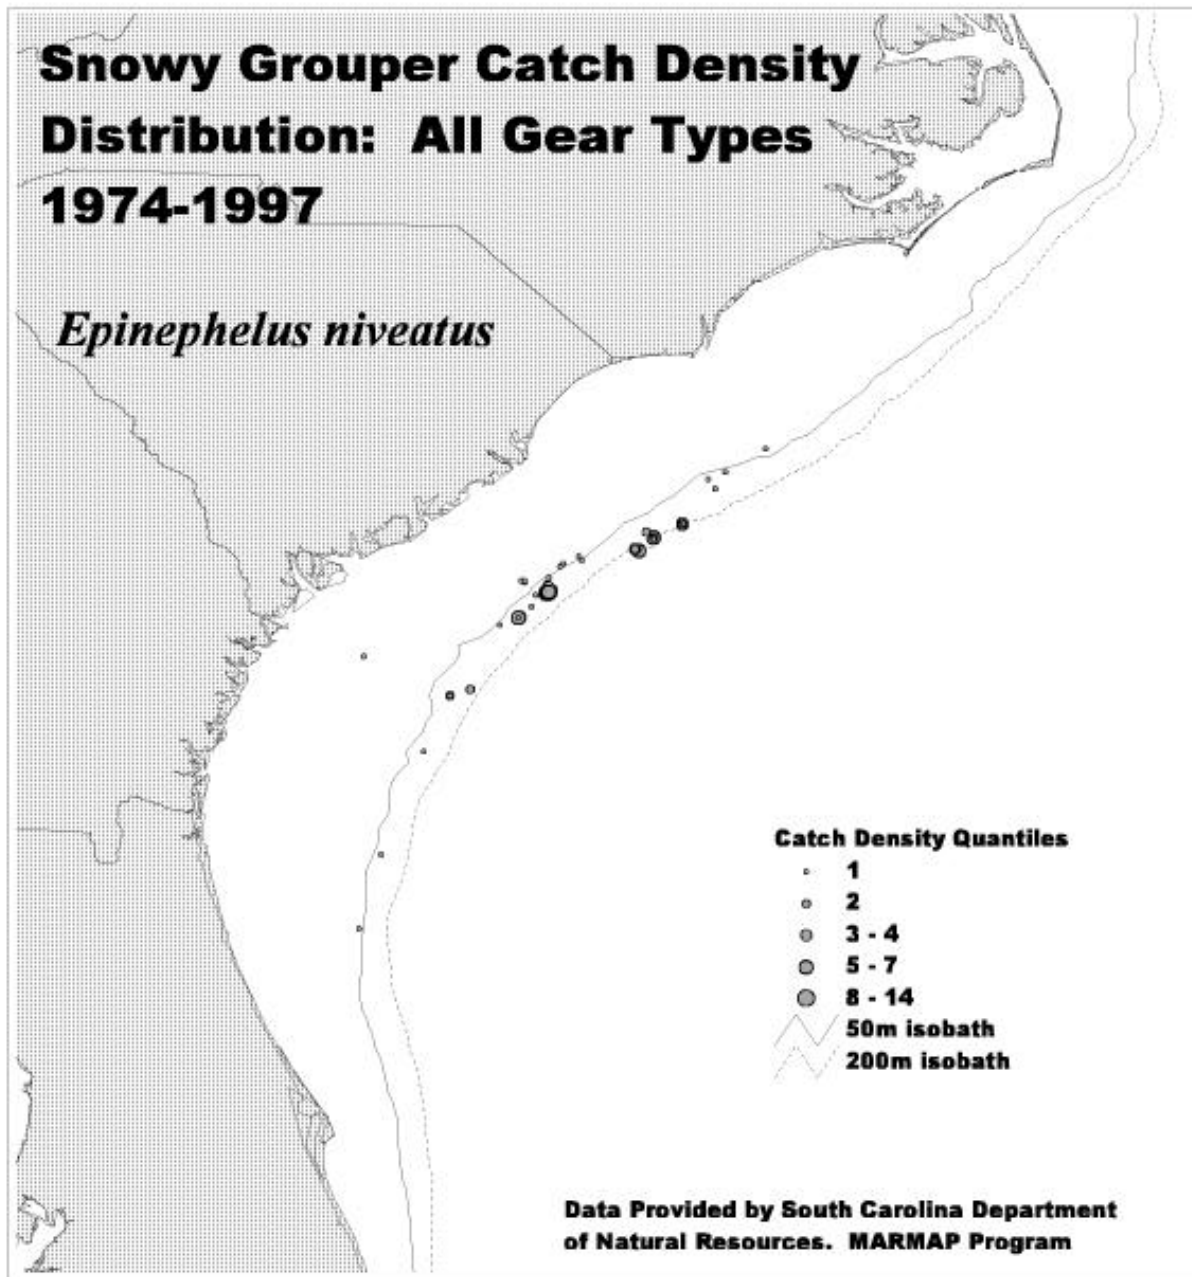 Snowy Grouper Catch Density
Distribution:  All Gear Types
1974-1997
Epinephelus niveatus
Catch Density Quantiles
1
2
3 - 4
5 - 7
8 - 14
50m isobath
200m isobath
Data Provided by South Carolina Department
of Natural Resources.  MARMAP Program